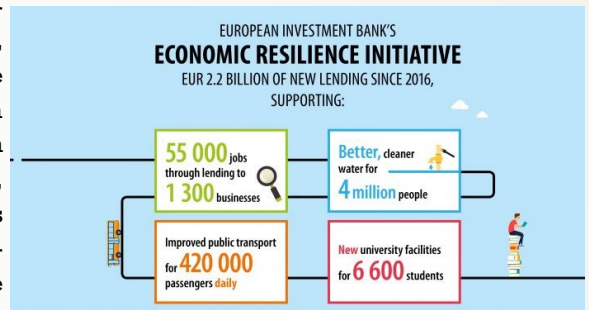 EUROPEAN INVESTMENT BANK'S
ECONOMIC RESILIENCE INITIATIVE
EUR 2.2 BILLION OF NEW LENDING SINCE 2016,
SUPPORTING:
55 000 jobs
through lending to
1 300 businesses
Better, cleaner
water for
4 million people
Improved public transport
for 420 000
passengers daily
New university facilities
for 6 600 students